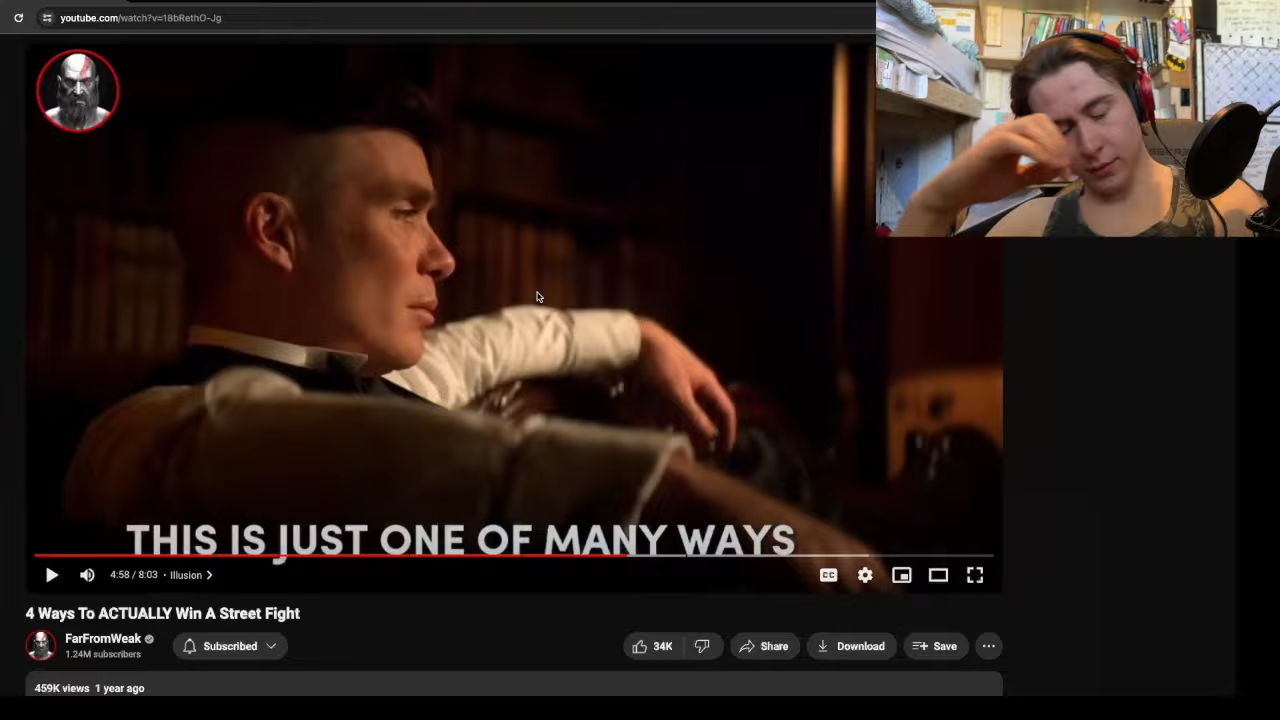 youtube.com/watch?v=18bRethO-Jg
THIS IS JUST ONE OF MANY WAYS
4:58 / 8:03 • Illusion
CC
4 Ways To ACTUALLY Win A Street Fight
FarFromWeak
1.24M subscribers
Subscribed
34K
Share
Download
Save
459K views 1 year ago